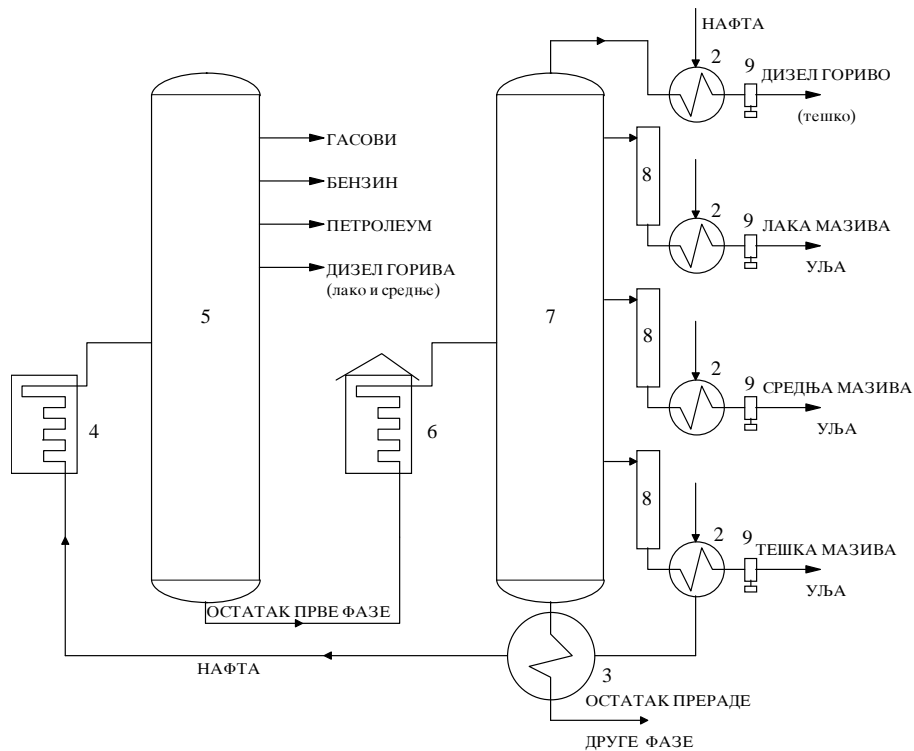 НАФТА
2
9
ДИЗЕЛ ГОРИВО
(тешко)
ГАСОВИ
БЕНЗИН
ПЕТРОЛЕУМ
ДИЗЕЛ ГОРИВА
(лако и средње)
8
2
9
ЛАКА МАЗИВА
УЉА
5
7
8
2
9
СРЕДЊА МАЗИВА
УЉА
4
6
8
2
9
ТЕШКА МАЗИВА
УЉА
ОСТАТАК ПРВЕ ФАЗЕ
НАФТА
3
ОСТАТАК ПРЕРАДЕ
ДРУГЕ ФАЗЕ